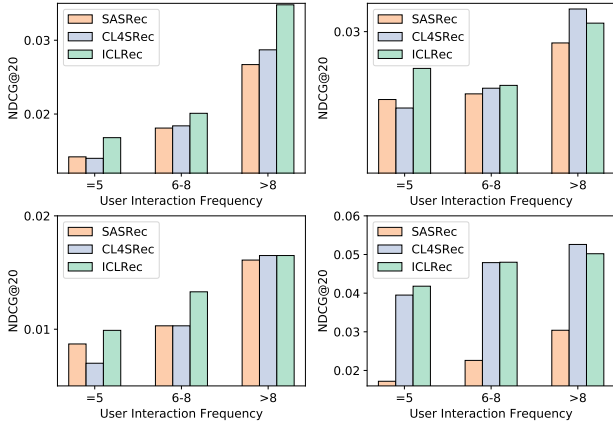 0.03
0.02
NDCG@20
SASRec
CL4SRec
ICLRec
=5
6-8
>8
User Interaction Frequency
0.03
NDCG@20
SASRec
CL4SRec
ICLRec
=5
6-8
>8
User Interaction Frequency
0.02
0.01
NDCG@20
SASRec
CL4SRec
ICLRec
=5
6-8
>8
User Interaction Frequency
0.06
0.05
0.04
0.03
0.02
NDCG@20
SASRec
CL4SRec
ICLRec
=5
6-8
>8
User Interaction Frequency